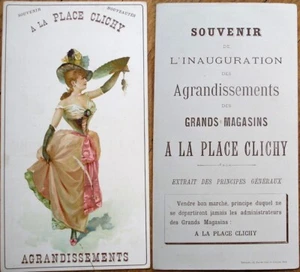 SOUVENIR
NOUVEAUTÉS
A LA PLACE CLICHY
AGRANDISSEMENTS
SOUVENIR
DE
L'INAUGURATION
DES
Agrandissements
DES
GRANDS MAGASINS
A LA PLACE CLICHY
EXTRAIT DES PRINCIPES GÉNÉRAUX
Vendre bon marché, principe duquel ne
se départiront jamais les administrateurs
des Grands Magasins :
A LA PLACE CLICHY